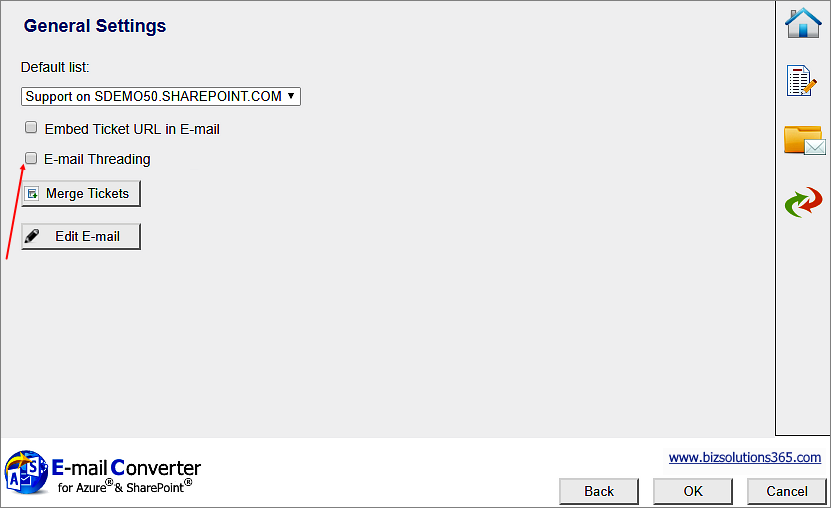 General Settings
Default list:
Support on SDEMO50.SHAREPOINT.COM
Embed Ticket URL in E-mail
E-mail Threading
Merge Tickets
Edit E-mail
www.bizsolutions365.com
AS
E-mail Converter
for Azure® & SharePoint®
Back OK Cancel